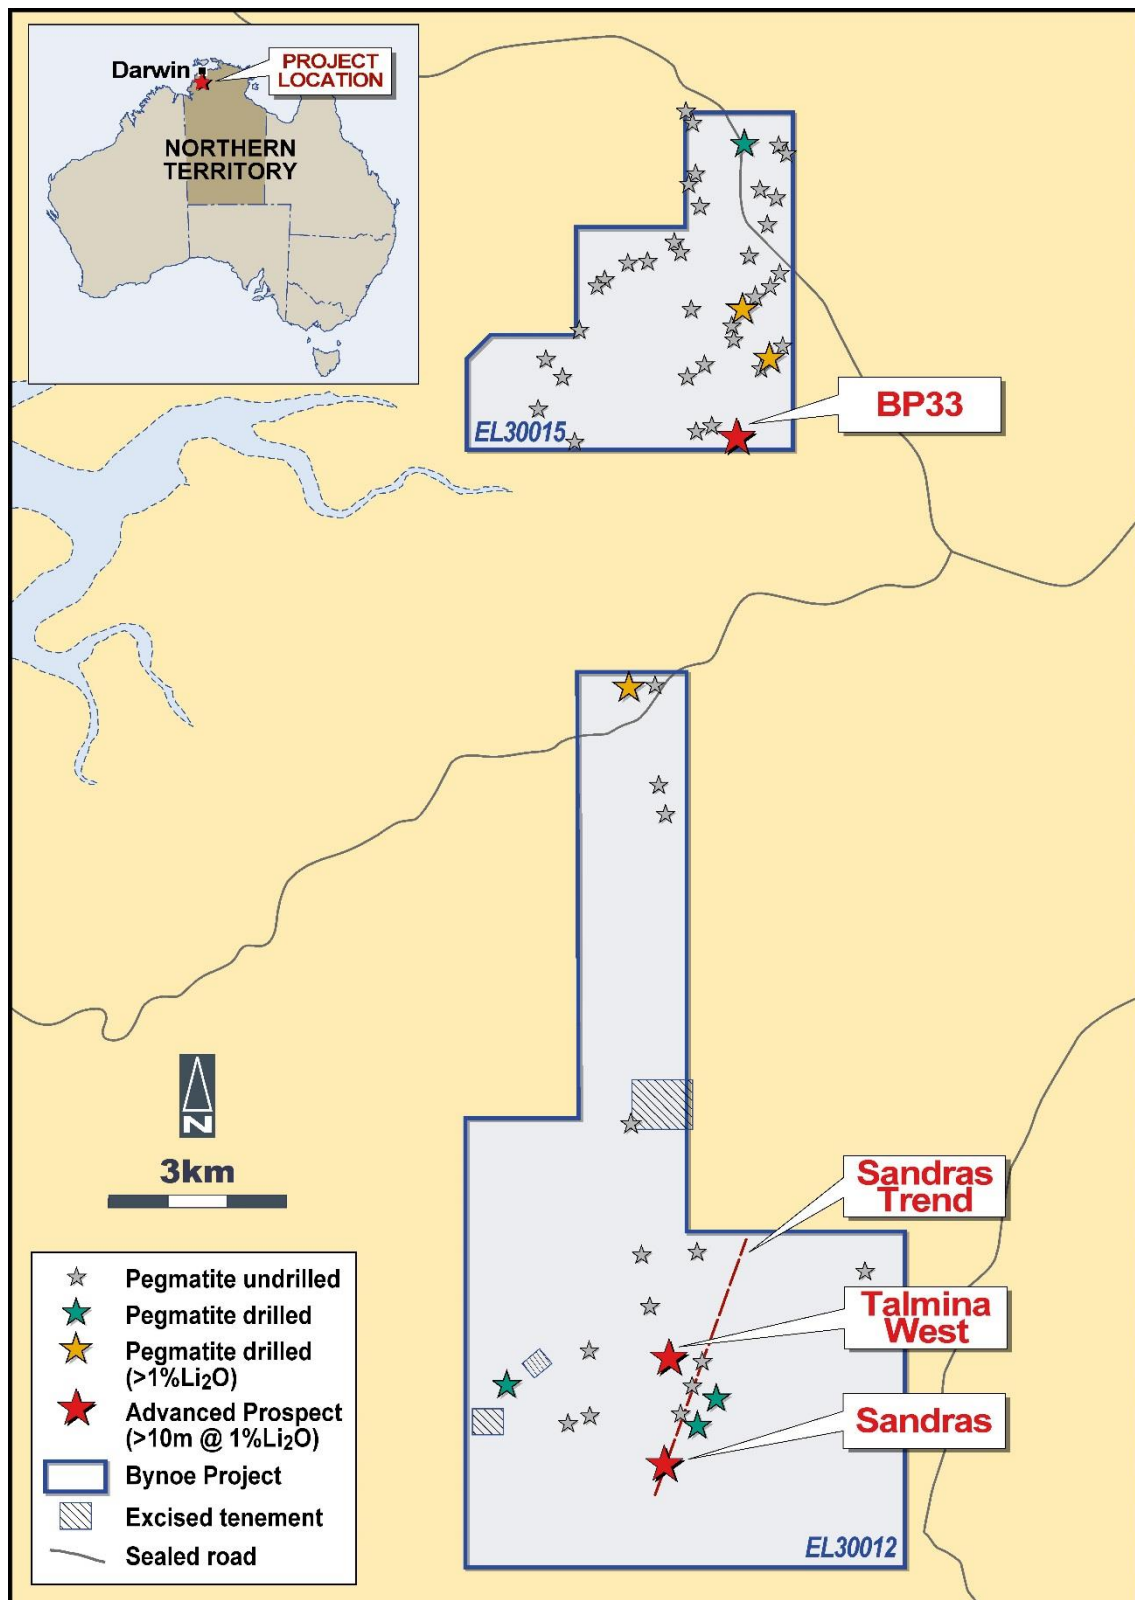 Darwin
PROJECT
LOCATION
NORTHERN
TERRITORY
BP33
EL30015
N
3km
Sandras
Trend
Talmina
West
Sandras
Pegmatite undrilled
Pegmatite drilled
Pegmatite drilled
(>1%Li₂O)
Advanced Prospect
(>10m @ 1%Li₂O)
Bynoe Project
Excised tenement
Sealed road
EL30012